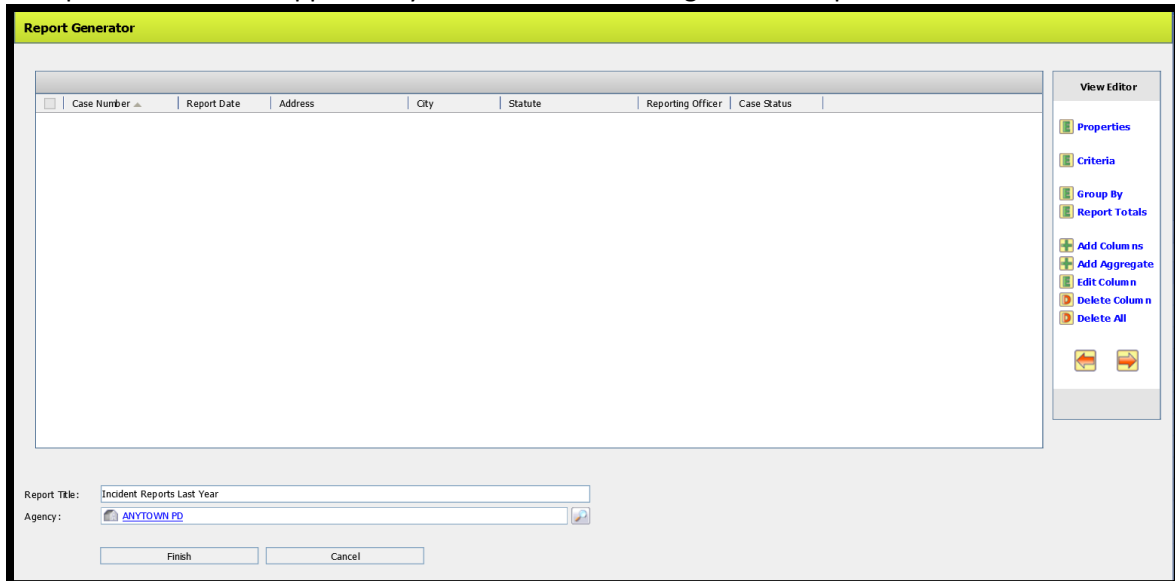 Report Generator
Case Number Report Date Address City Statute Reporting Officer Case Status
View Editor
Properties
Criteria
Group By
Report Totals
Add Columns
Add Aggregate
Edit Column
Delete Column
Delete All
Report Title: Incident Reports Last Year
Agency: ANYTOWN PD
Finish Cancel